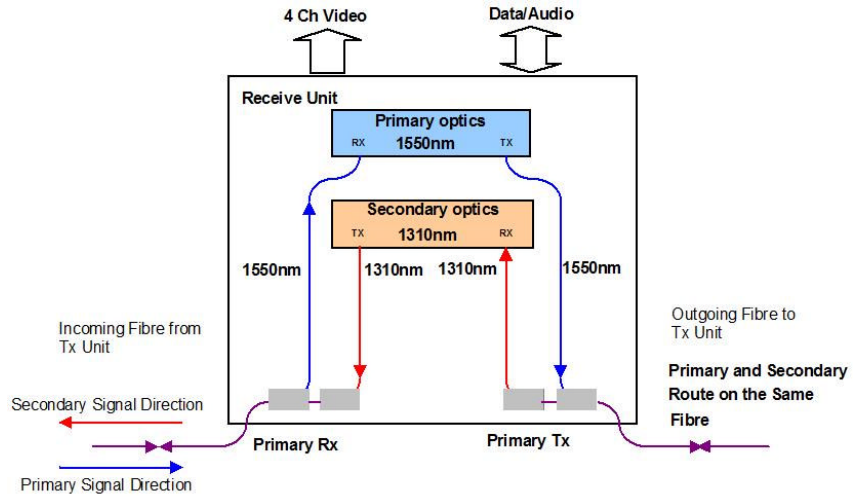 4 Ch Video
Data/Audio
Receive Unit
Primary optics
RX
1550nm
TX
Secondary optics
TX
1310nm
RX
1550nm
1310nm
1310nm
1550nm
Incoming Fibre from
Tx Unit
Outgoing Fibre to
Tx Unit
Primary and Secondary
Route on the Same
Fibre
Secondary Signal Direction
Primary Rx
Primary Tx
Primary Signal Direction